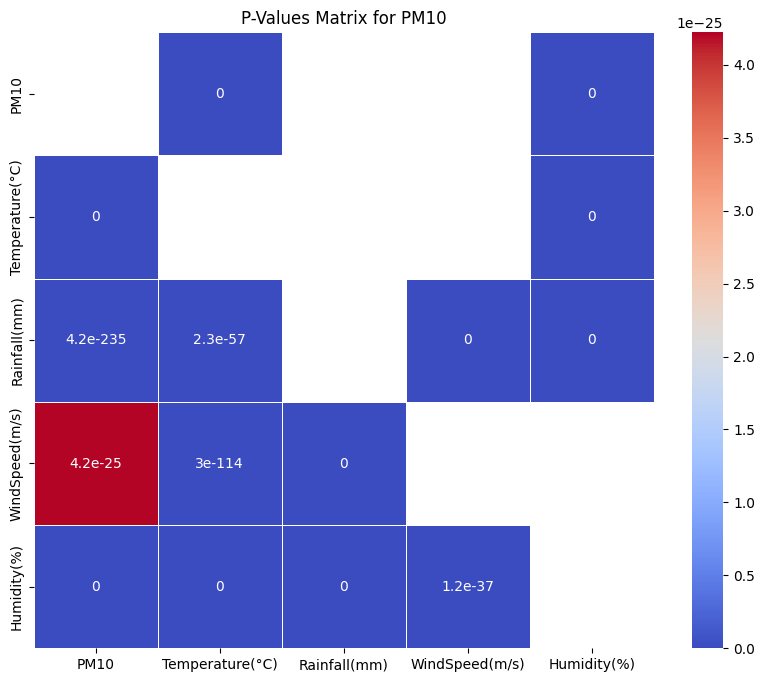 P-Values Matrix for PM10
1e−25
PM10 0 0
Temperature(°C) 0 0
Rainfall(mm) 4.2e-235 2.3e-57 0 0
WindSpeed(m/s) 4.2e-25 3e-114 0
Humidity(%) 0 0 0 1.2e-37
PM10 Temperature(°C) Rainfall(mm) WindSpeed(m/s) Humidity(%)
4.0
3.5
3.0
2.5
2.0
1.5
1.0
0.5
0.0